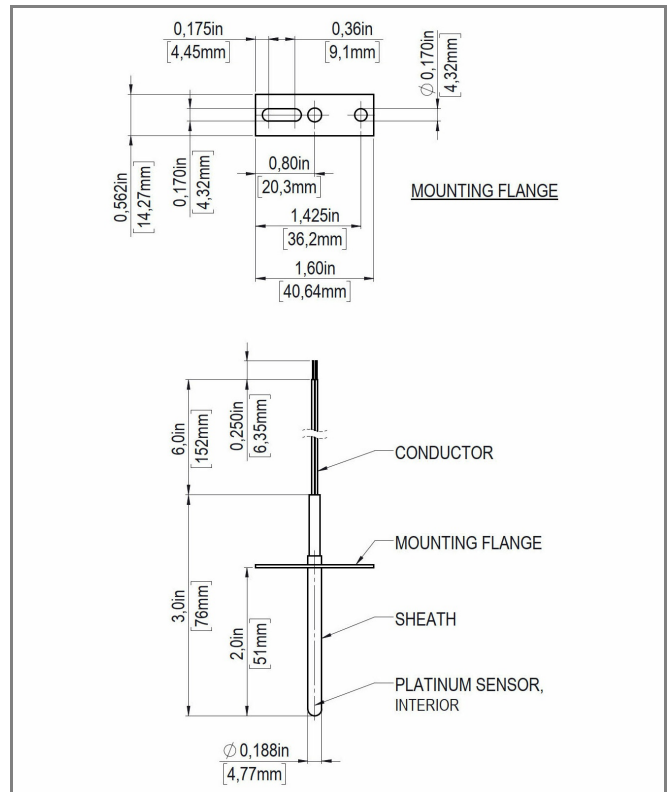 0,175in
[4,45mm]
0,36in
[9,1mm]
Ø 0,170in
[4,32mm]
0,562in
[14,27mm]
0,170in
[4,32mm]
0,80in
[20,3mm]
MOUNTING FLANGE
1,425in
[36,2mm]
1,60in
[40,64mm]
0,250in
[6,35mm]
6,0in
[152mm]
CONDUCTOR
MOUNTING FLANGE
3,0in
[76mm]
2,0in
[51mm]
SHEATH
PLATINUM SENSOR,
INTERIOR
Ø 0,188in
[4,77mm]